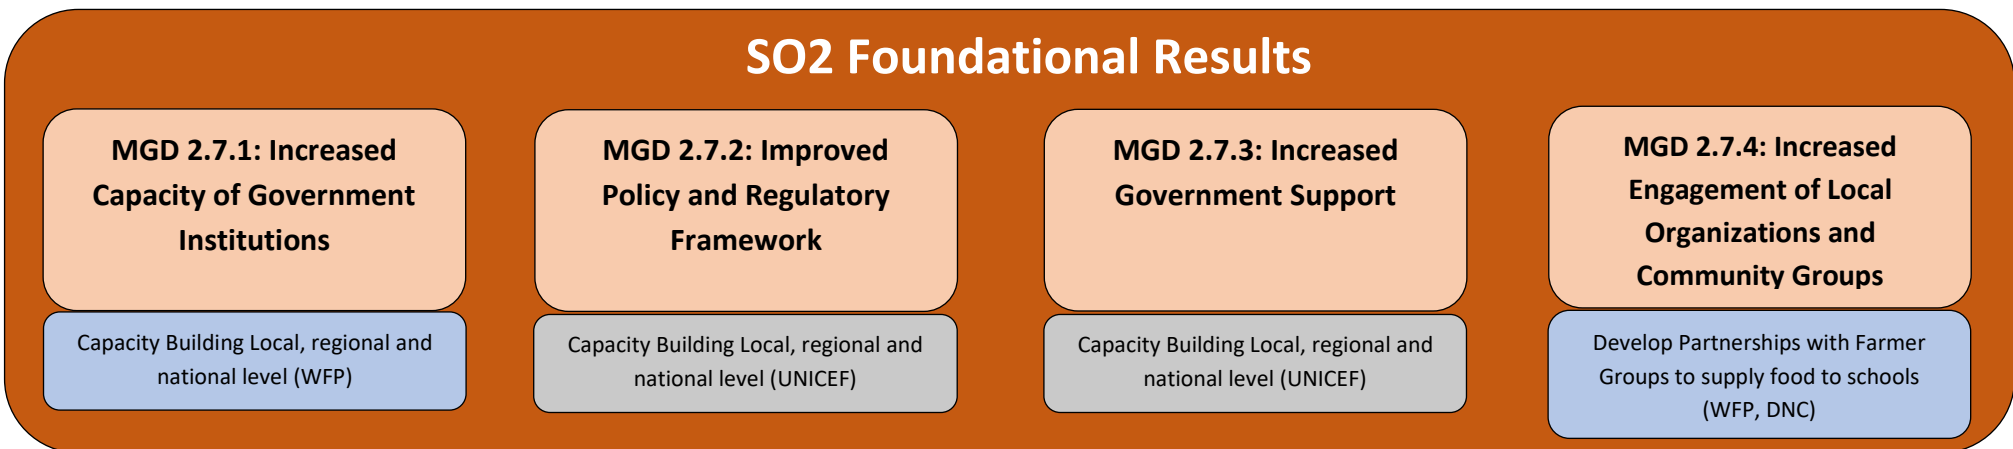 SO2 Foundational Results
MGD 2.7.1: Increased
Capacity of Government
Institutions
Capacity Building Local, regional and
national level (WFP)
MGD 2.7.2: Improved
Policy and Regulatory
Framework
Capacity Building Local, regional and
national level (UNICEF)
MGD 2.7.3: Increased
Government Support
Capacity Building Local, regional and
national level (UNICEF)
MGD 2.7.4: Increased
Engagement of Local
Organizations and
Community Groups
Develop Partnerships with Farmer
Groups to supply food to schools
(WFP, DNC)